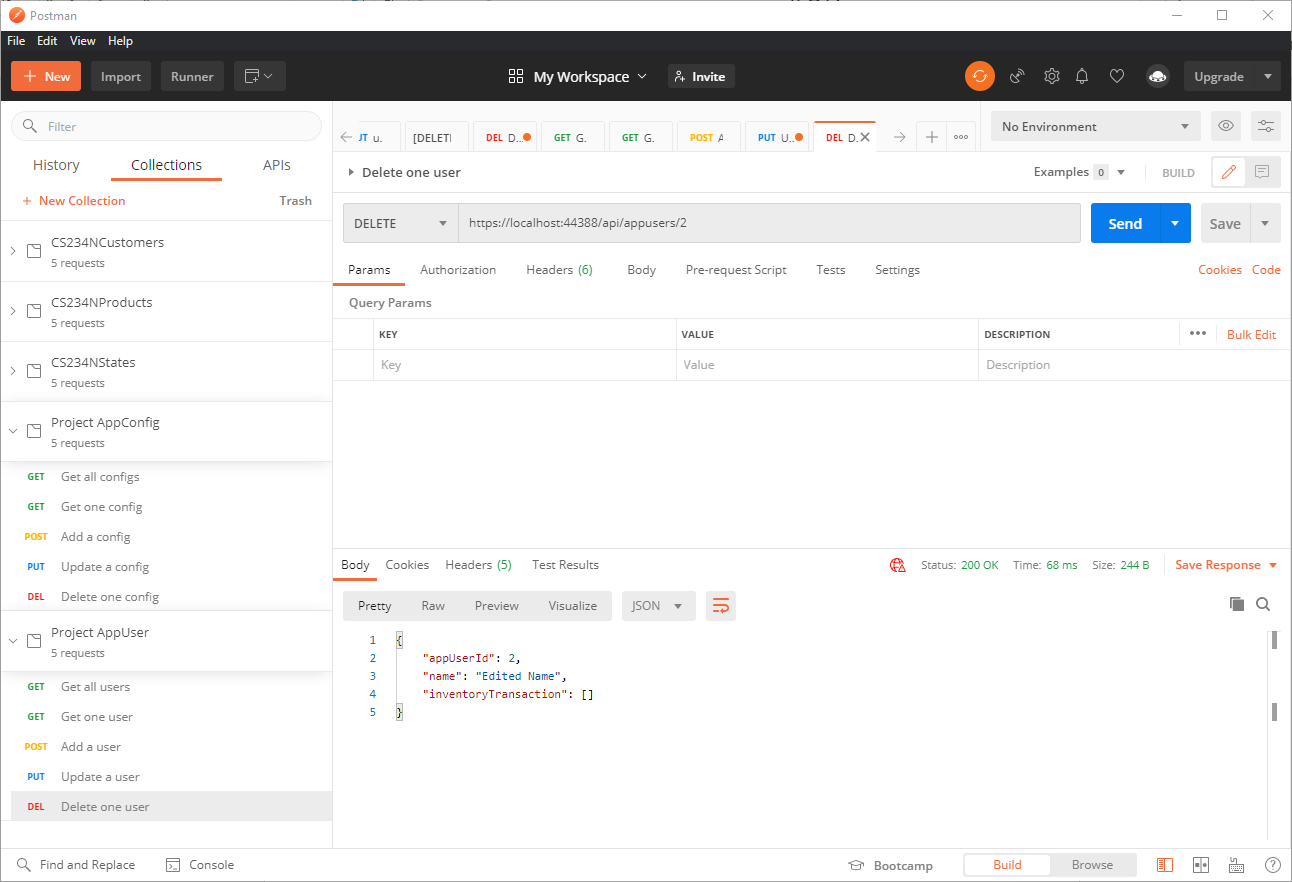 Postman
File Edit View Help
New Import Runner My Workspace Invite Upgrade
Filter
History Collections APIs
New Collection Trash
CS234NCustomers
5 requests
CS234NProducts
5 requests
CS234NStates
5 requests
Project AppConfig
5 requests
GET Get all configs
GET Get one config
POST Add a config
PUT Update a config
DEL Delete one config
Project AppUser
5 requests
GET Get all users
GET Get one user
POST Add a user
PUT Update a user
DEL Delete one user
JT u. [DELETI DEL D... GET G. GET G. POST A PUT U.. DEL D. No Environment
Delete one user Examples 0 BUILD
DELETE https://localhost:44388/api/appusers/2 Send Save
Params Authorization Headers (6) Body Pre-request Script Tests Settings Cookies Code
Query Params
KEY VALUE DESCRIPTION ••• Bulk Edit
Key Value Description
Body Cookies Headers (5) Test Results Status: 200 OK Time: 68 ms Size: 244 B Save Response
Pretty Raw Preview Visualize JSON
1 {
2 "appUserId": 2,
3 "name": "Edited Name",
4 "inventoryTransaction": []
5 }
Find and Replace Console Bootcamp Build Browse